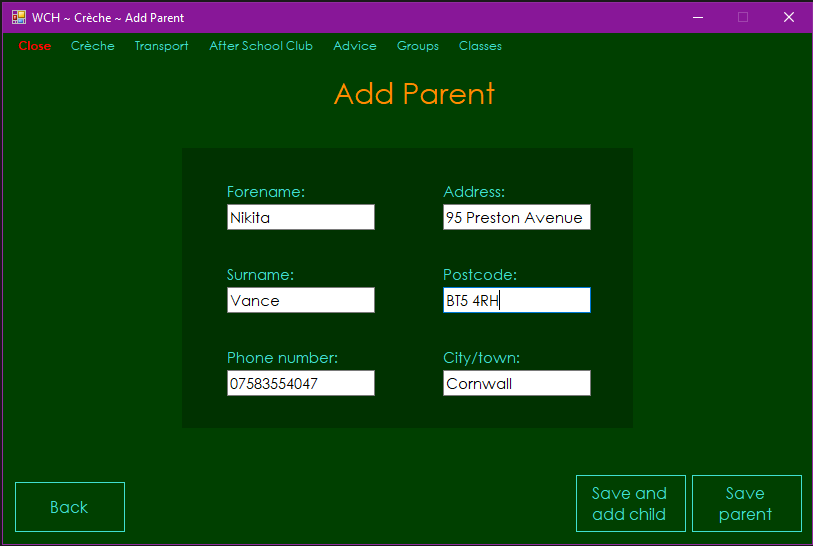 WCH ~ Crèche ~ Add Parent
Close Crèche Transport After School Club Advice Groups Classes
Add Parent
Forename: Address:
Nikita 95 Preston Avenue
Surname: Postcode:
Vance BT5 4RH
Phone number: City/town:
07583554047 Cornwall
Back
Save and
add child
Save
parent